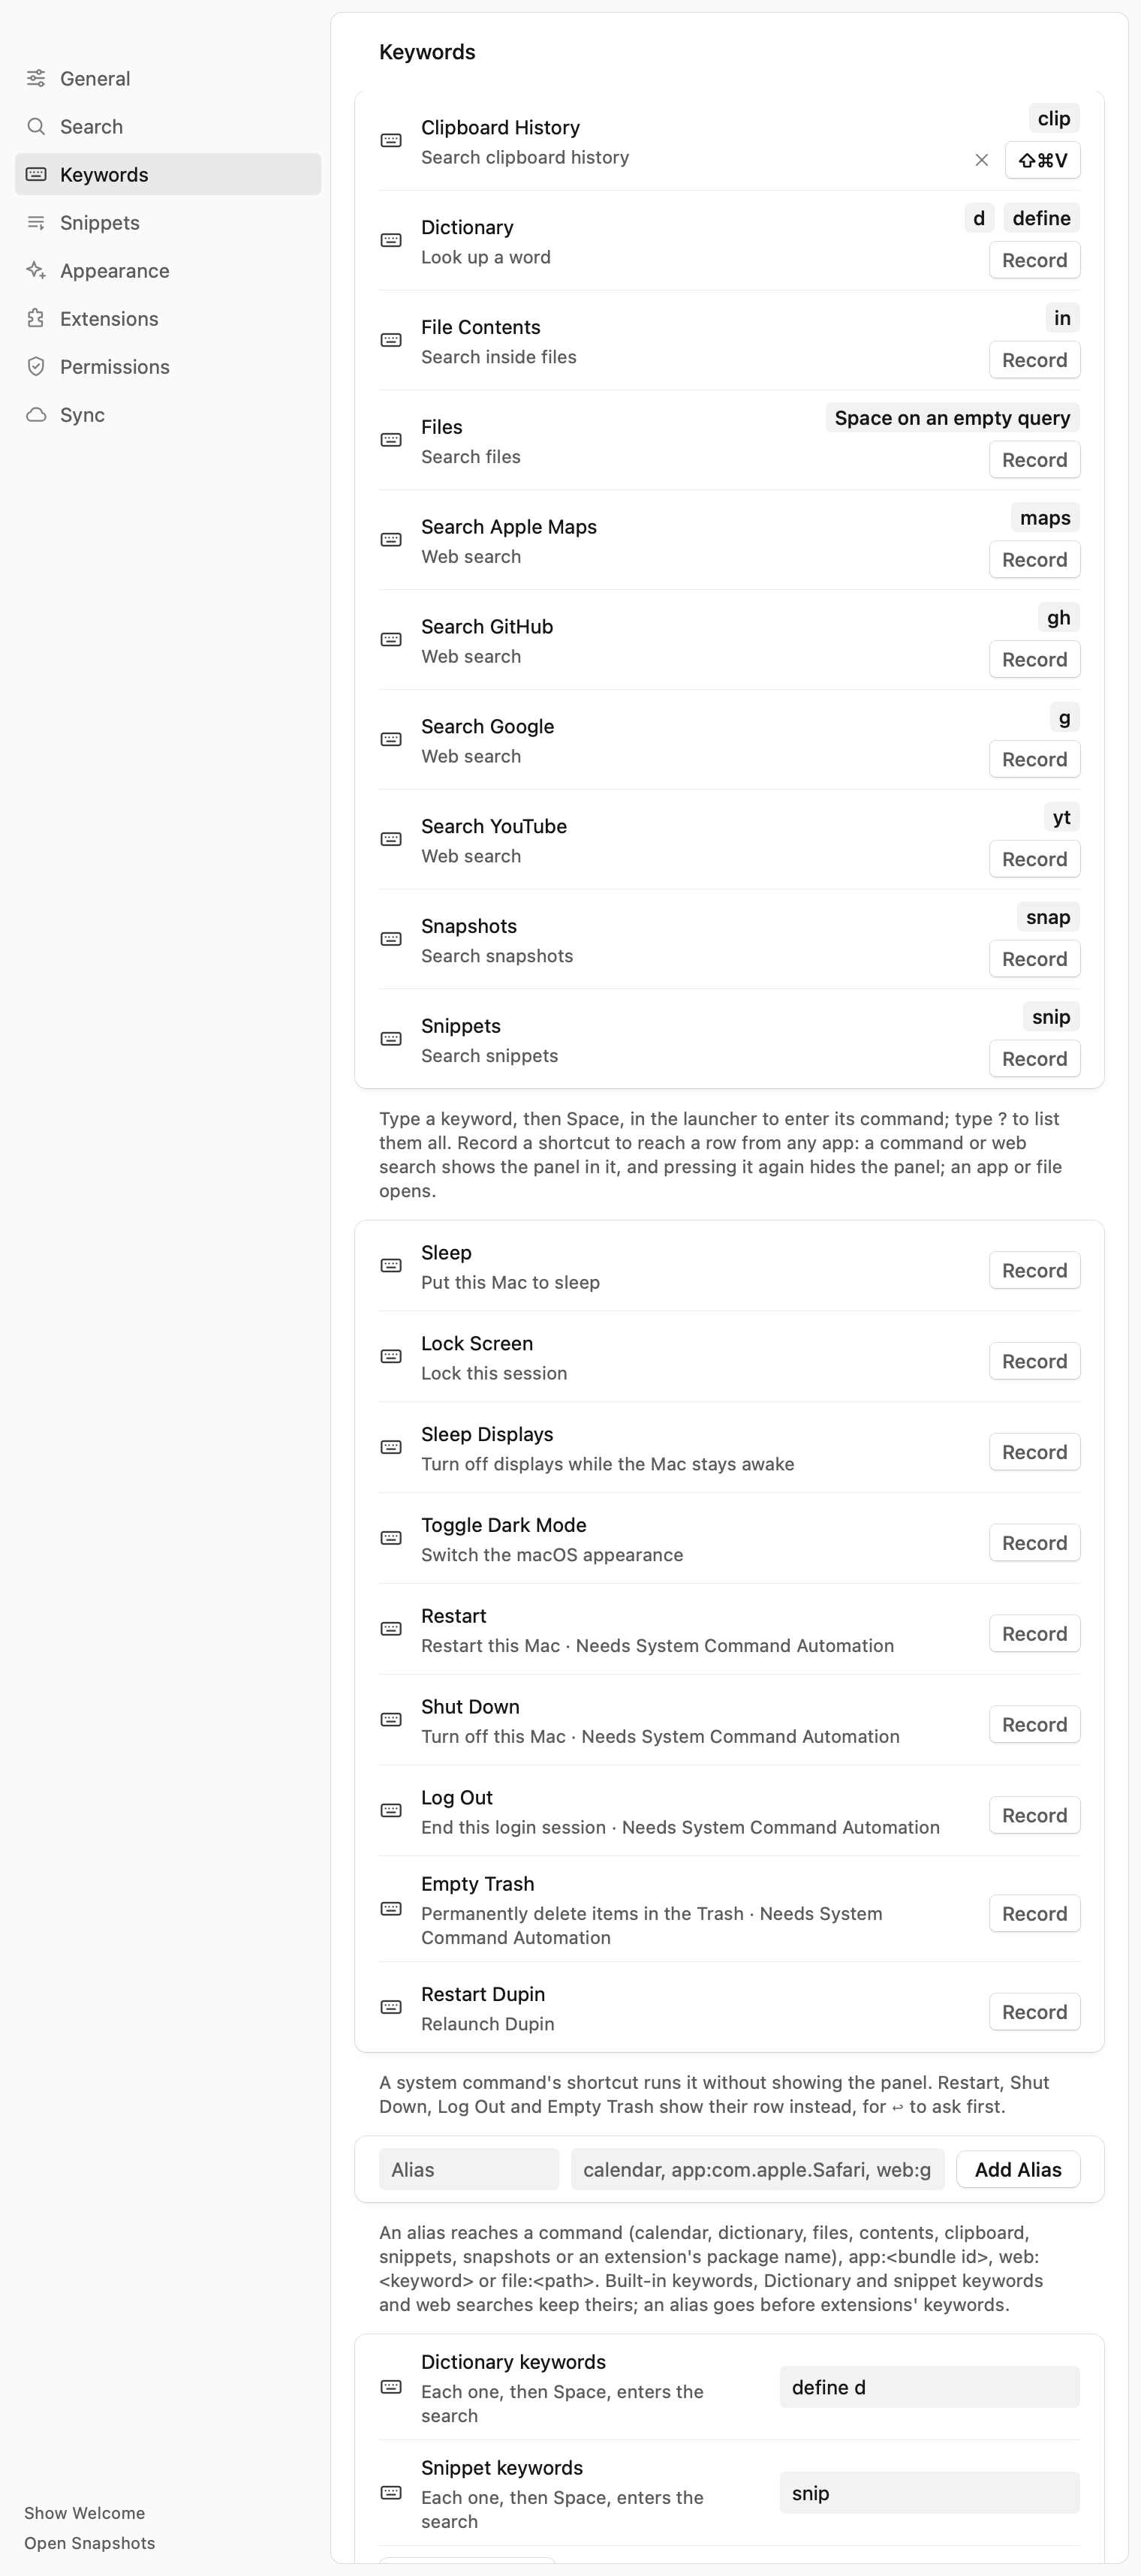 General
Search
Keywords
Snippets
Appearance
Extensions
Permissions
Sync
Show Welcome
Open Snapshots
Keywords
Clipboard History
Search clipboard history
clip
⇧⌘V
Dictionary
Look up a word
d define
Record
File Contents
Search inside files
in
Record
Files
Search files
Space on an empty query
Record
Search Apple Maps
Web search
maps
Record
Search GitHub
Web search
gh
Record
Search Google
Web search
g
Record
Search YouTube
Web search
yt
Record
Snapshots
Search snapshots
snap
Record
Snippets
Search snippets
snip
Record
Type a keyword, then Space, in the launcher to enter its command; type ? to list
them all. Record a shortcut to reach a row from any app: a command or web
search shows the panel in it, and pressing it again hides the panel; an app or file
opens.
Sleep
Put this Mac to sleep
Record
Lock Screen
Lock this session
Record
Sleep Displays
Turn off displays while the Mac stays awake
Record
Toggle Dark Mode
Switch the macOS appearance
Record
Restart
Restart this Mac · Needs System Command Automation
Record
Shut Down
Turn off this Mac · Needs System Command Automation
Record
Log Out
End this login session · Needs System Command Automation
Record
Empty Trash
Permanently delete items in the Trash · Needs System
Command Automation
Record
Restart Dupin
Relaunch Dupin
Record
A system command's shortcut runs it without showing the panel. Restart, Shut
Down, Log Out and Empty Trash show their row instead, for ↩ to ask first.
Alias
calendar, app:com.apple.Safari, web:g
Add Alias
An alias reaches a command (calendar, dictionary, files, contents, clipboard,
snippets, snapshots or an extension's package name), app:<bundle id>, web:
<keyword> or file:<path>. Built-in keywords, Dictionary and snippet keywords
and web searches keep theirs; an alias goes before extensions' keywords.
Dictionary keywords
Each one, then Space, enters the
search
define d
Snippet keywords
Each one, then Space, enters the
search
snip